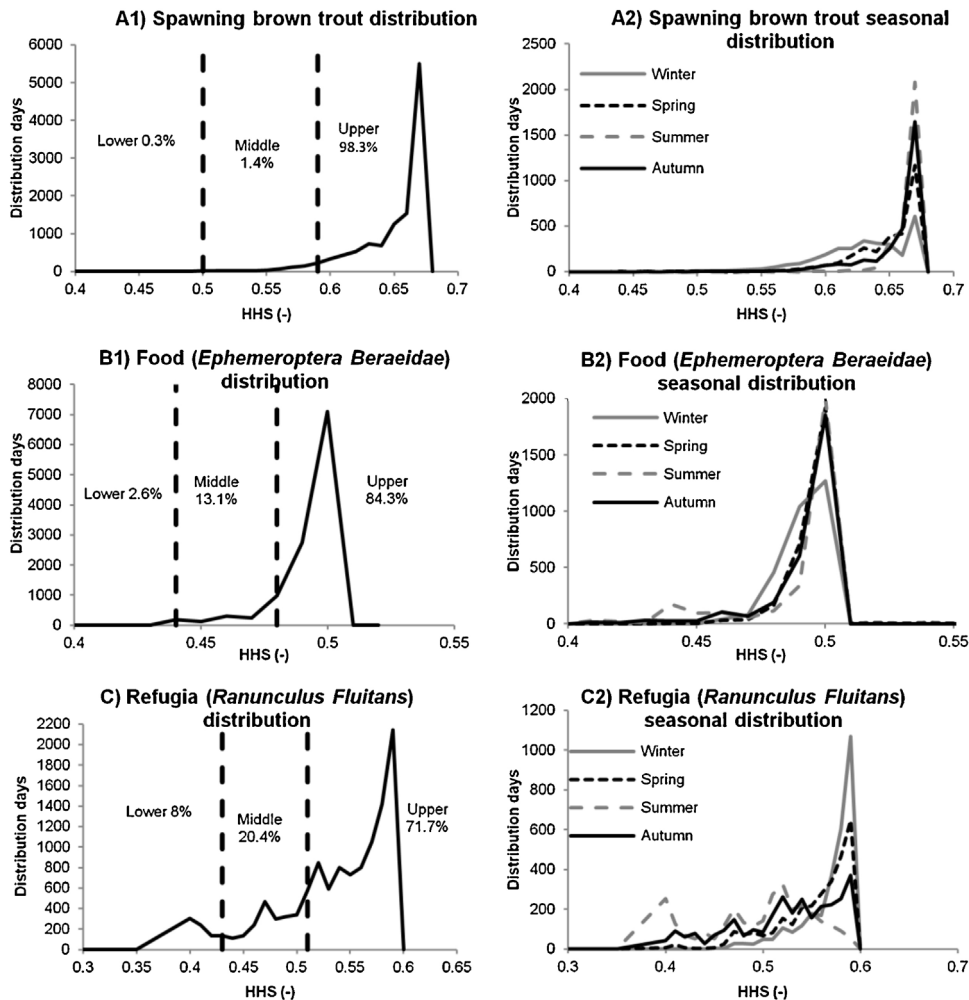 A1) Spawning brown trout distribution
6000
5000
4000
3000
2000
1000
0
Distribution days
Lower 0.3%
Middle
1.4%
Upper
98.3%
0.4 0.45 0.5 0.55 0.6 0.65 0.7
HHS (-)
A2) Spawning brown trout seasonal
distribution
2500
2000
1500
1000
500
0
Distribution days
Winter
Spring
Summer
Autumn
0.4 0.45 0.5 0.55 0.6 0.65 0.7
HHS (-)
B1) Food (Ephemeroptera Beraeidae)
distribution
8000
7000
6000
5000
4000
3000
2000
1000
0
Distribution days
Lower 2.6%
Middle
13.1%
Upper
84.3%
0.4 0.45 0.5 0.55
HHS (-)
B2) Food (Ephemeroptera Beraeidae)
seasonal distribution
2000
1500
1000
500
0
Distribution days
Winter
Spring
Summer
Autumn
0.4 0.45 0.5 0.55
HHS (-)
C) Refugia (Ranunculus Fluitans)
distribution
2200
2000
1800
1600
1400
1200
1000
800
600
400
200
0
Distribution days
Lower 8%
Middle
20.4%
Upper
71.7%
0.3 0.35 0.4 0.45 0.5 0.55 0.6 0.65
HHS (-)
C2) Refugia (Ranunculus Fluitans)
seasonal distribution
1200
1000
800
600
400
200
0
Distribution days
Winter
Spring
Summer
Autumn
0.3 0.4 0.5 0.6 0.7
HHS (-)